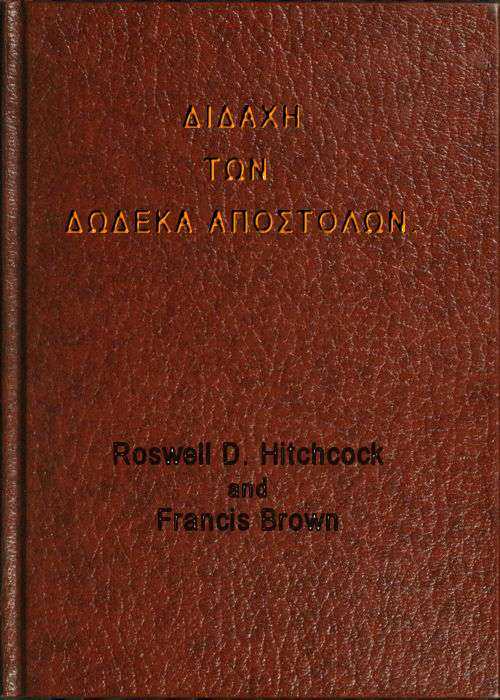 ΔΙΔΑΧΗ
ΤΩΝ
ΔΩΔΕΚΑ ΑΠΟΣΤΟΛΩΝ.
Roswell D. Hitchcock
and
Francis Brown